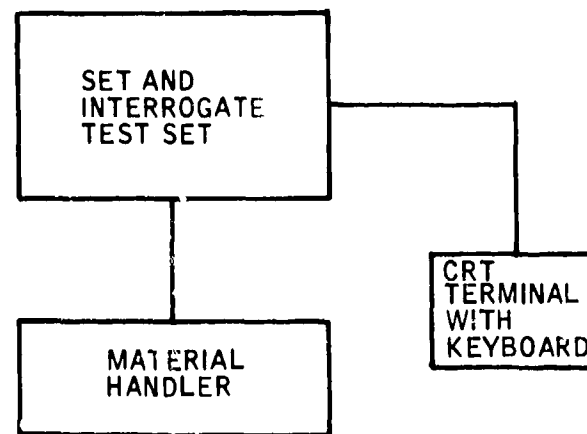 SET AND
INTERROGATE
TEST SET
CRT
TERMINAL
WITH
KEYBOARD
MATERIAL
HANDLER